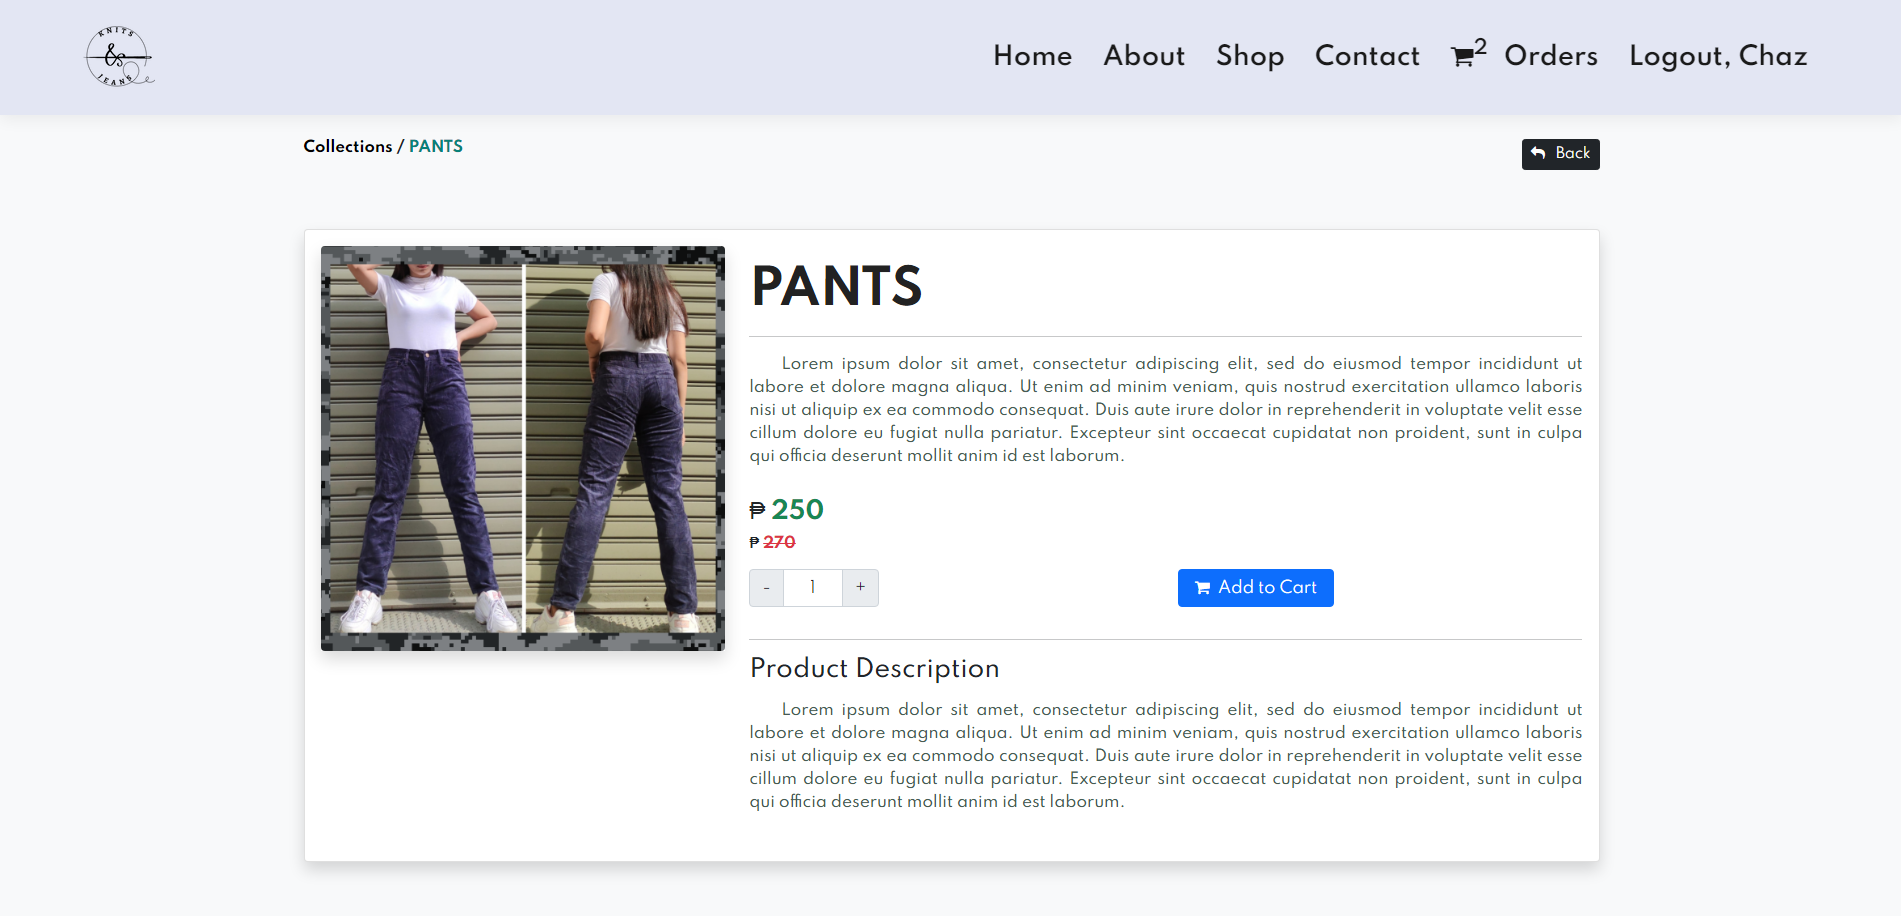 KNITS
&
JEANS
Home About Shop Contact 2 Orders Logout, Chaz
Collections / PANTS
Back
PANTS
Lorem ipsum dolor sit amet, consectetur adipiscing elit, sed do eiusmod tempor incididunt ut
labore et dolore magna aliqua. Ut enim ad minim veniam, quis nostrud exercitation ullamco laboris
nisi ut aliquip ex ea commodo consequat. Duis aute irure dolor in reprehenderit in voluptate velit esse
cillum dolore eu fugiat nulla pariatur. Excepteur sint occaecat cupidatat non proident, sunt in culpa
qui officia deserunt mollit anim id est laborum.
₱ 250
₱ 270
- 1 +
Add to Cart
Product Description
Lorem ipsum dolor sit amet, consectetur adipiscing elit, sed do eiusmod tempor incididunt ut
labore et dolore magna aliqua. Ut enim ad minim veniam, quis nostrud exercitation ullamco laboris
nisi ut aliquip ex ea commodo consequat. Duis aute irure dolor in reprehenderit in voluptate velit esse
cillum dolore eu fugiat nulla pariatur. Excepteur sint occaecat cupidatat non proident, sunt in culpa
qui officia deserunt mollit anim id est laborum.